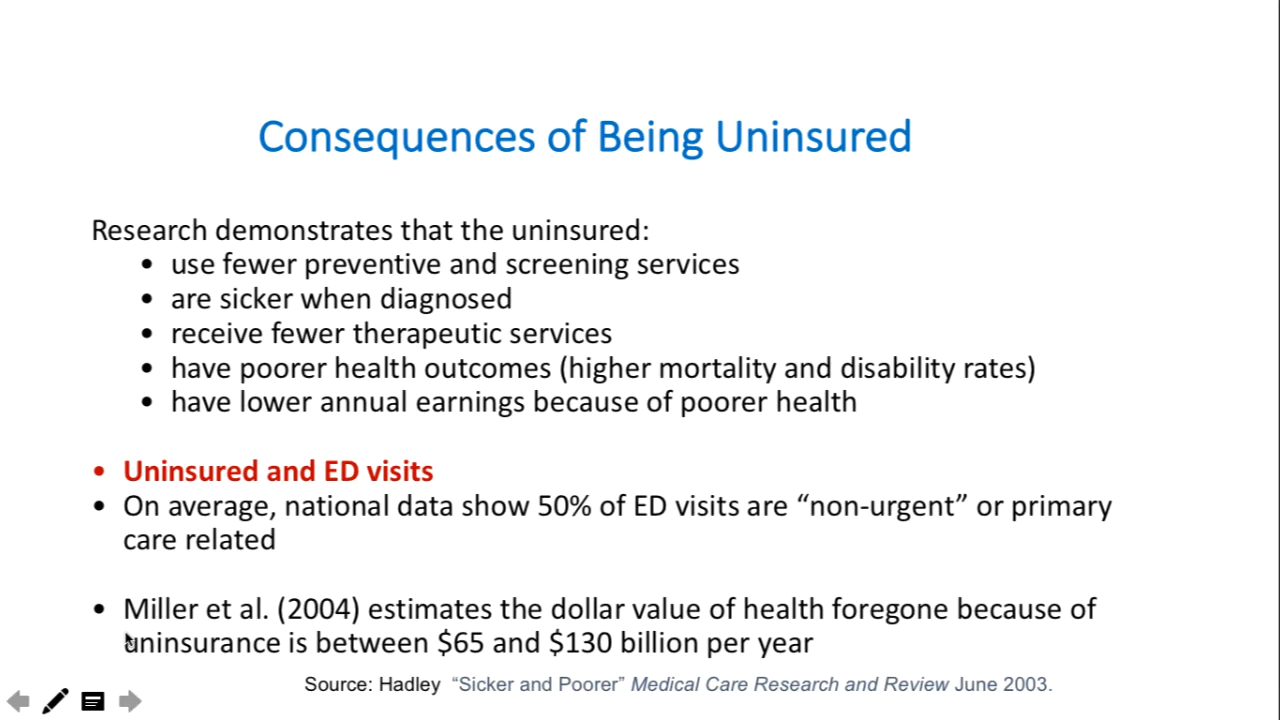 Consequences of Being Uninsured
Research demonstrates that the uninsured:
• use fewer preventive and screening services
• are sicker when diagnosed
• receive fewer therapeutic services
• have poorer health outcomes (higher mortality and disability rates)
• have lower annual earnings because of poorer health
• Uninsured and ED visits
• On average, national data show 50% of ED visits are “non-urgent” or primary
care related
• Miller et al. (2004) estimates the dollar value of health foregone because of
uninsurance is between $65 and $130 billion per year
Source: Hadley “Sicker and Poorer” Medical Care Research and Review June 2003.